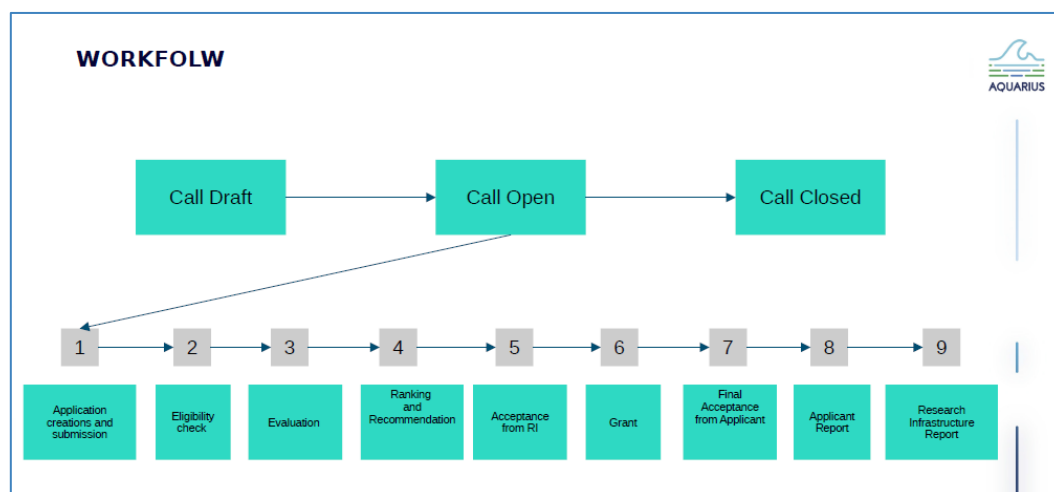 WORKFOLW
AQUARIUS
Call Draft
Call Open
Call Closed
1
2
3
4
5
6
7
8
9
Application
creations and
submission
Eligibility
check
Evaluation
Ranking
and
Recommendation
Acceptance
from RI
Grant
Final
Acceptance
from Applicant
Applicant
Report
Research
Infrastructure
Report